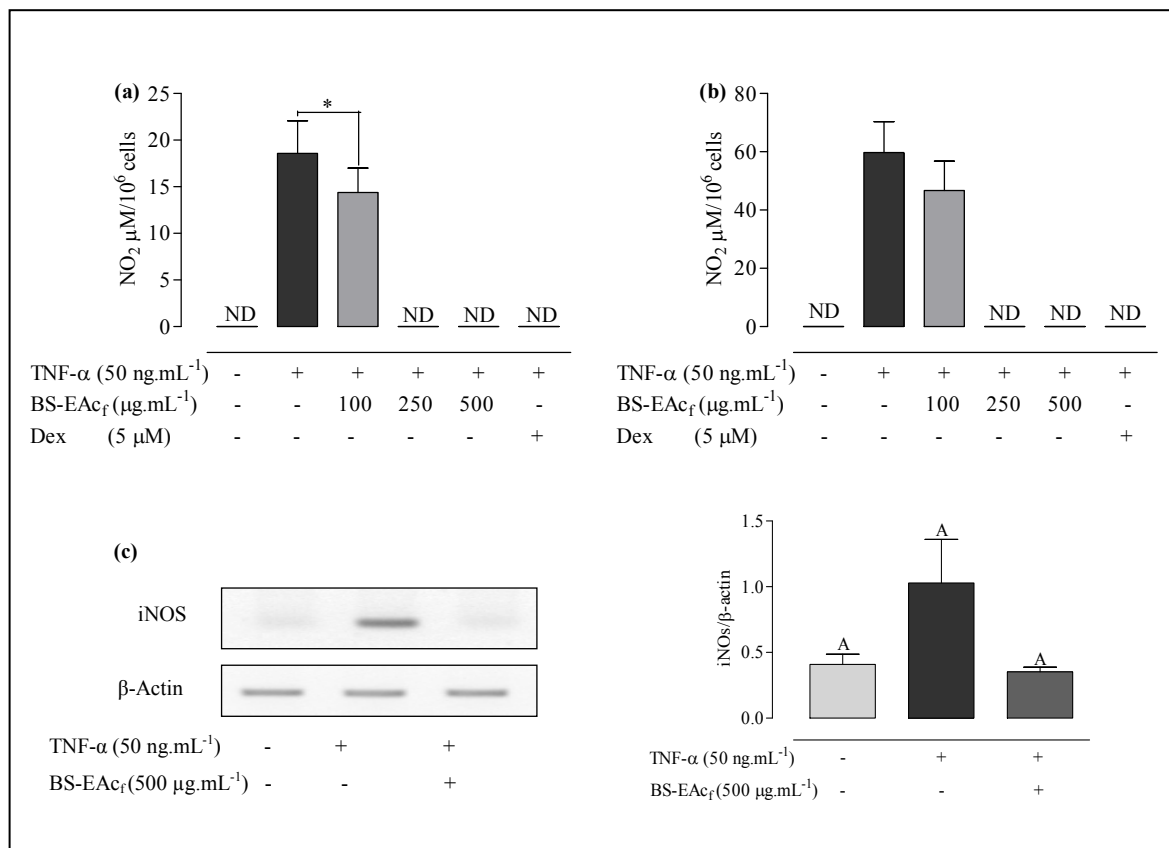 (a)
25
*
20
15
10
5
0
NO₂ μM/10⁶ cells
ND ND ND ND
TNF-α (50 ng.mL⁻¹) - + + + + +
BS-EAcf (μg.mL⁻¹) - - 100 250 500 -
Dex (5 μM) - - - - - +
(b)
80
60
40
20
0
NO₂ μM/10⁶ cells
ND ND ND ND
TNF-α (50 ng.mL⁻¹) - + + + + +
BS-EAcf (μg.mL⁻¹) - - 100 250 500 -
Dex (5 μM) - - - - - +
(c)
iNOS
β-Actin
TNF-α (50 ng.mL⁻¹) - + +
BS-EAcf (500 μg.mL⁻¹) - - +
1.5
1.0
0.5
0.0
iNOs/β-actin
A A A
TNF-α (50 ng.mL⁻¹) - + +
BS-EAcf (500 μg.mL⁻¹) - - +